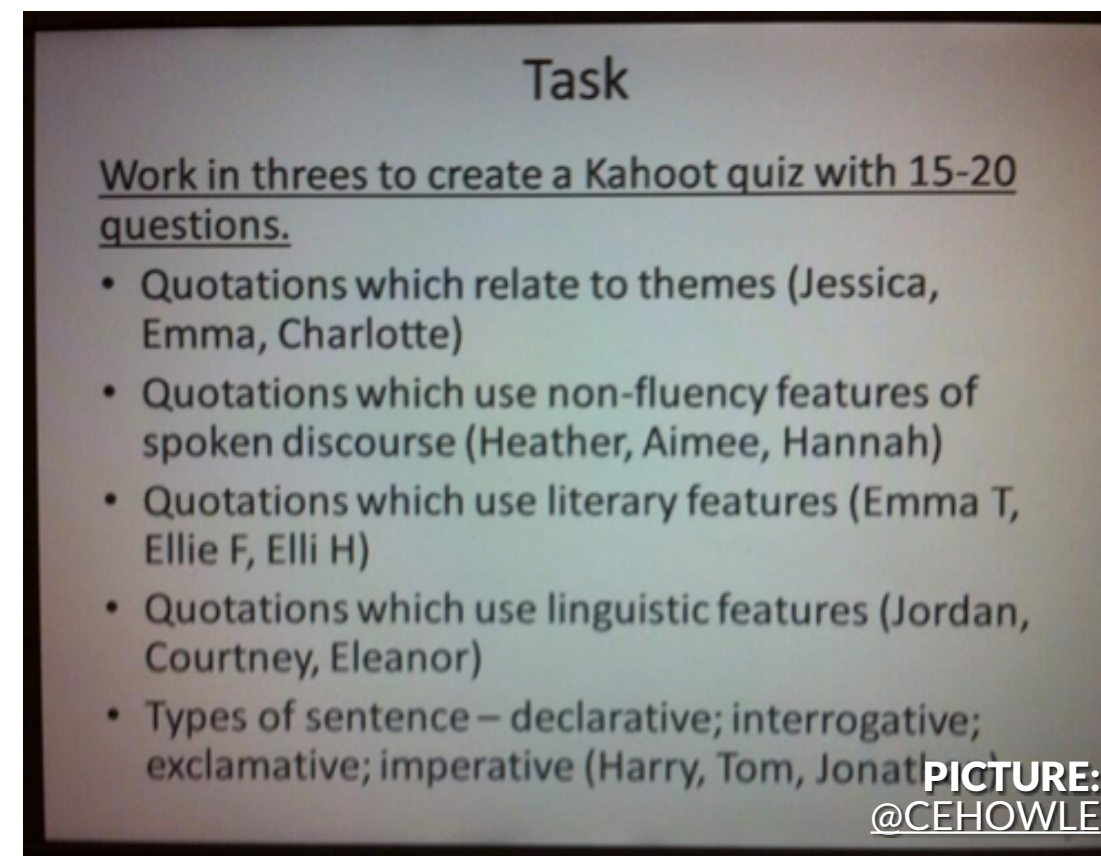 Task
Work in threes to create a Kahoot quiz with 15-20
questions.
• Quotations which relate to themes (Jessica,
Emma, Charlotte)
• Quotations which use non-fluency features of
spoken discourse (Heather, Aimee, Hannah)
• Quotations which use literary features (Emma T,
Ellie F, Elli H)
• Quotations which use linguistic features (Jordan,
Courtney, Eleanor)
• Types of sentence – declarative; interrogative;
exclamative; imperative (Harry, Tom,
PICTURE:
@CEHOWLE